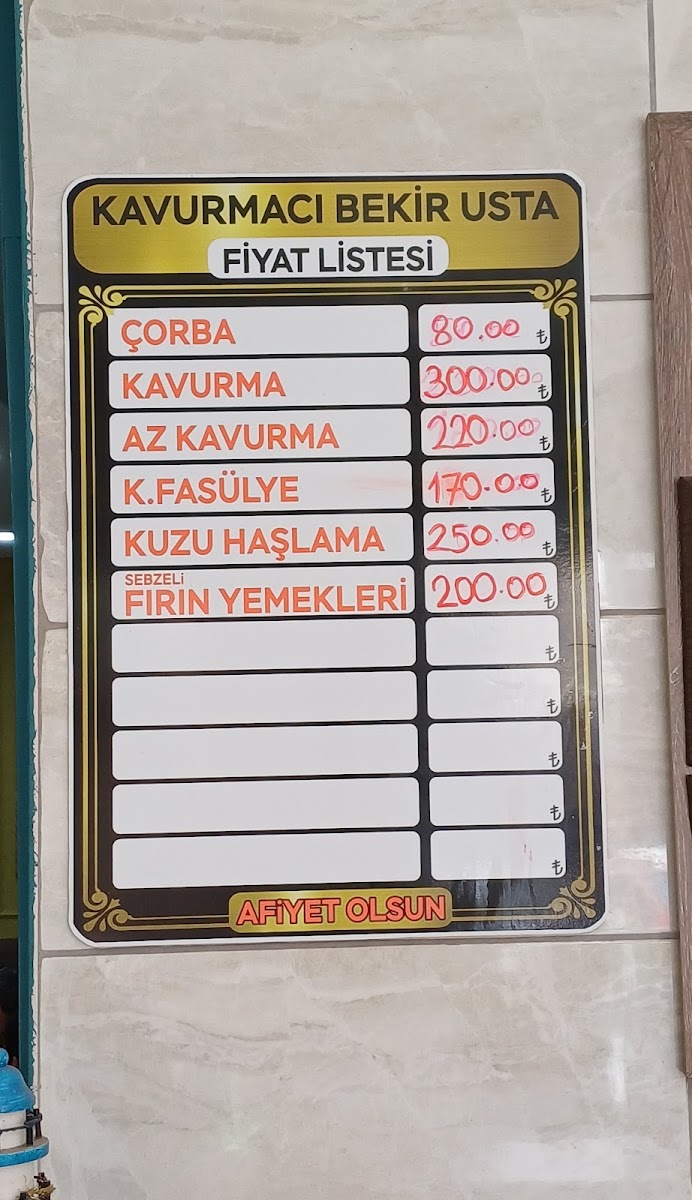 KAVURMACI BEKİR USTA
FİYAT LİSTESİ
ÇORBA 80.00 ₺
KAVURMA 300.00 ₺
AZ KAVURMA 220.00 ₺
K.FASÜLYE 170.00 ₺
KUZU HAŞLAMA 250.00 ₺
SEBZELİ
FIRIN YEMEKLERİ 200.00 ₺
₺
₺
₺
₺
₺
AFİYET OLSUN